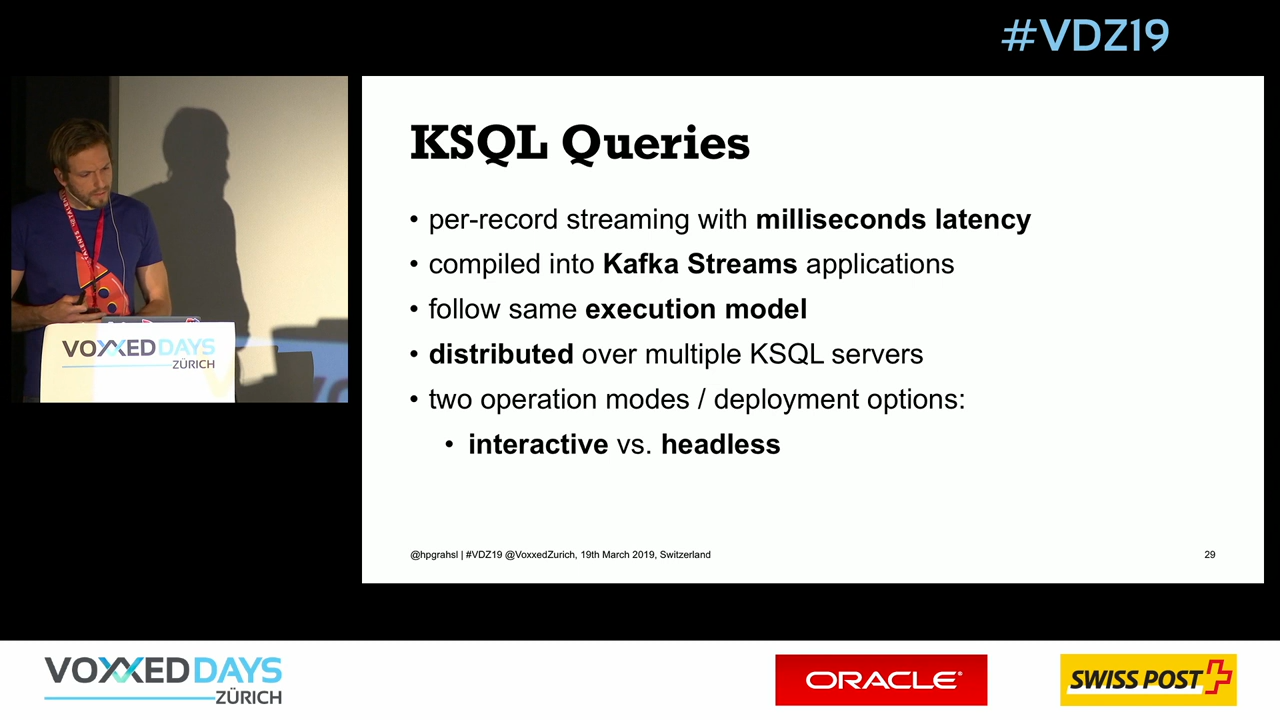 #VDZ19
KSQL Queries
• per-record streaming with milliseconds latency
• compiled into Kafka Streams applications
• follow same execution model
• distributed over multiple KSQL servers
• two operation modes / deployment options:
• interactive vs. headless
@hpgrahsl | #VDZ19 @VoxxedZurich, 19th March 2019, Switzerland
29
VOXXED DAYS
ZÜRICH
VOXXED DAYS
ZÜRICH
ORACLE®
SWISS POST